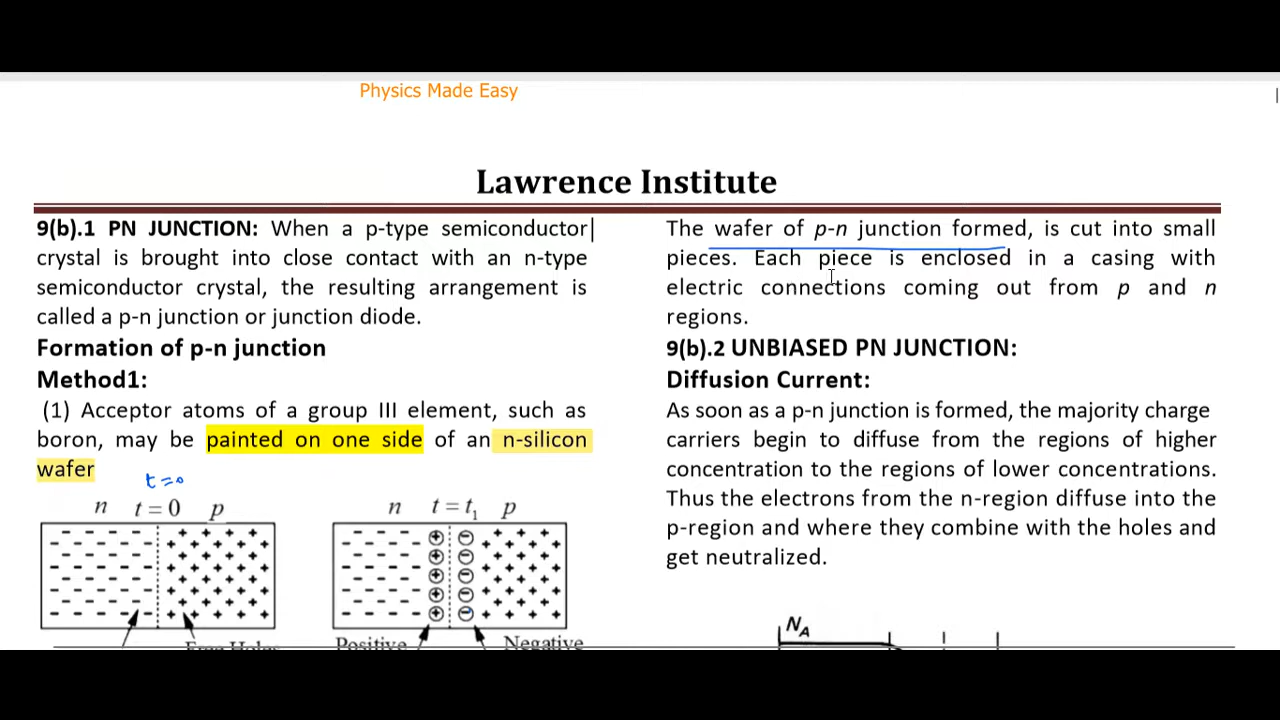 Physics Made Easy
Lawrence Institute
9(b).1 PN JUNCTION: When a p-type semiconductor
crystal is brought into close contact with an n-type
semiconductor crystal, the resulting arrangement is
called a p-n junction or junction diode.
Formation of p-n junction
Method1:
(1) Acceptor atoms of a group III element, such as
boron, may be painted on one side of an n-silicon
wafer
t=0
n t = 0 p
n t = t₁ p
Free Hole
Positive
Negative
The wafer of p-n junction formed, is cut into small
pieces. Each piece is enclosed in a casing with
electric connections coming out from p and n
regions.
9(b).2 UNBIASED PN JUNCTION:
Diffusion Current:
As soon as a p-n junction is formed, the majority charge
carriers begin to diffuse from the regions of higher
concentration to the regions of lower concentrations.
Thus the electrons from the n-region diffuse into the
p-region and where they combine with the holes and
get neutralized.
N_A